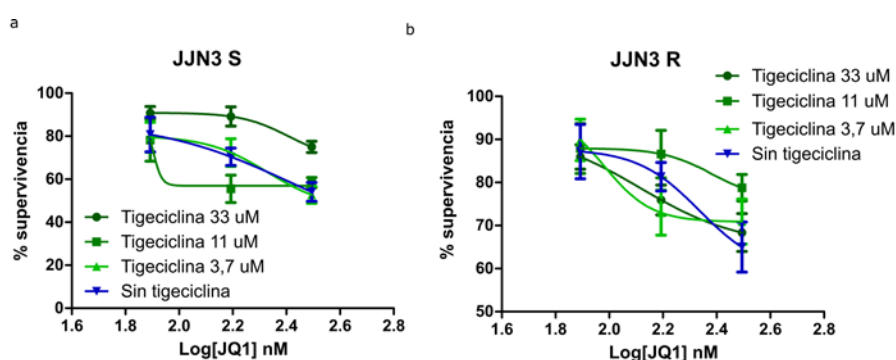 a
JJN3 S
% supervivencia
100
80
60
40
20
0
Tigeciclina 33 uM
Tigeciclina 11 uM
Tigeciclina 3,7 uM
Sin tigeciclina
1.6 1.8 2.0 2.2 2.4 2.6 2.8
Log[JQ1] nM
b
JJN3 R
% supervivencia
100
90
80
70
60
50
Tigeciclina 33 uM
Tigeciclina 11 uM
Tigeciclina 3,7 uM
Sin tigeciclina
1.6 1.8 2.0 2.2 2.4 2.6 2.8
Log[JQ1] nM